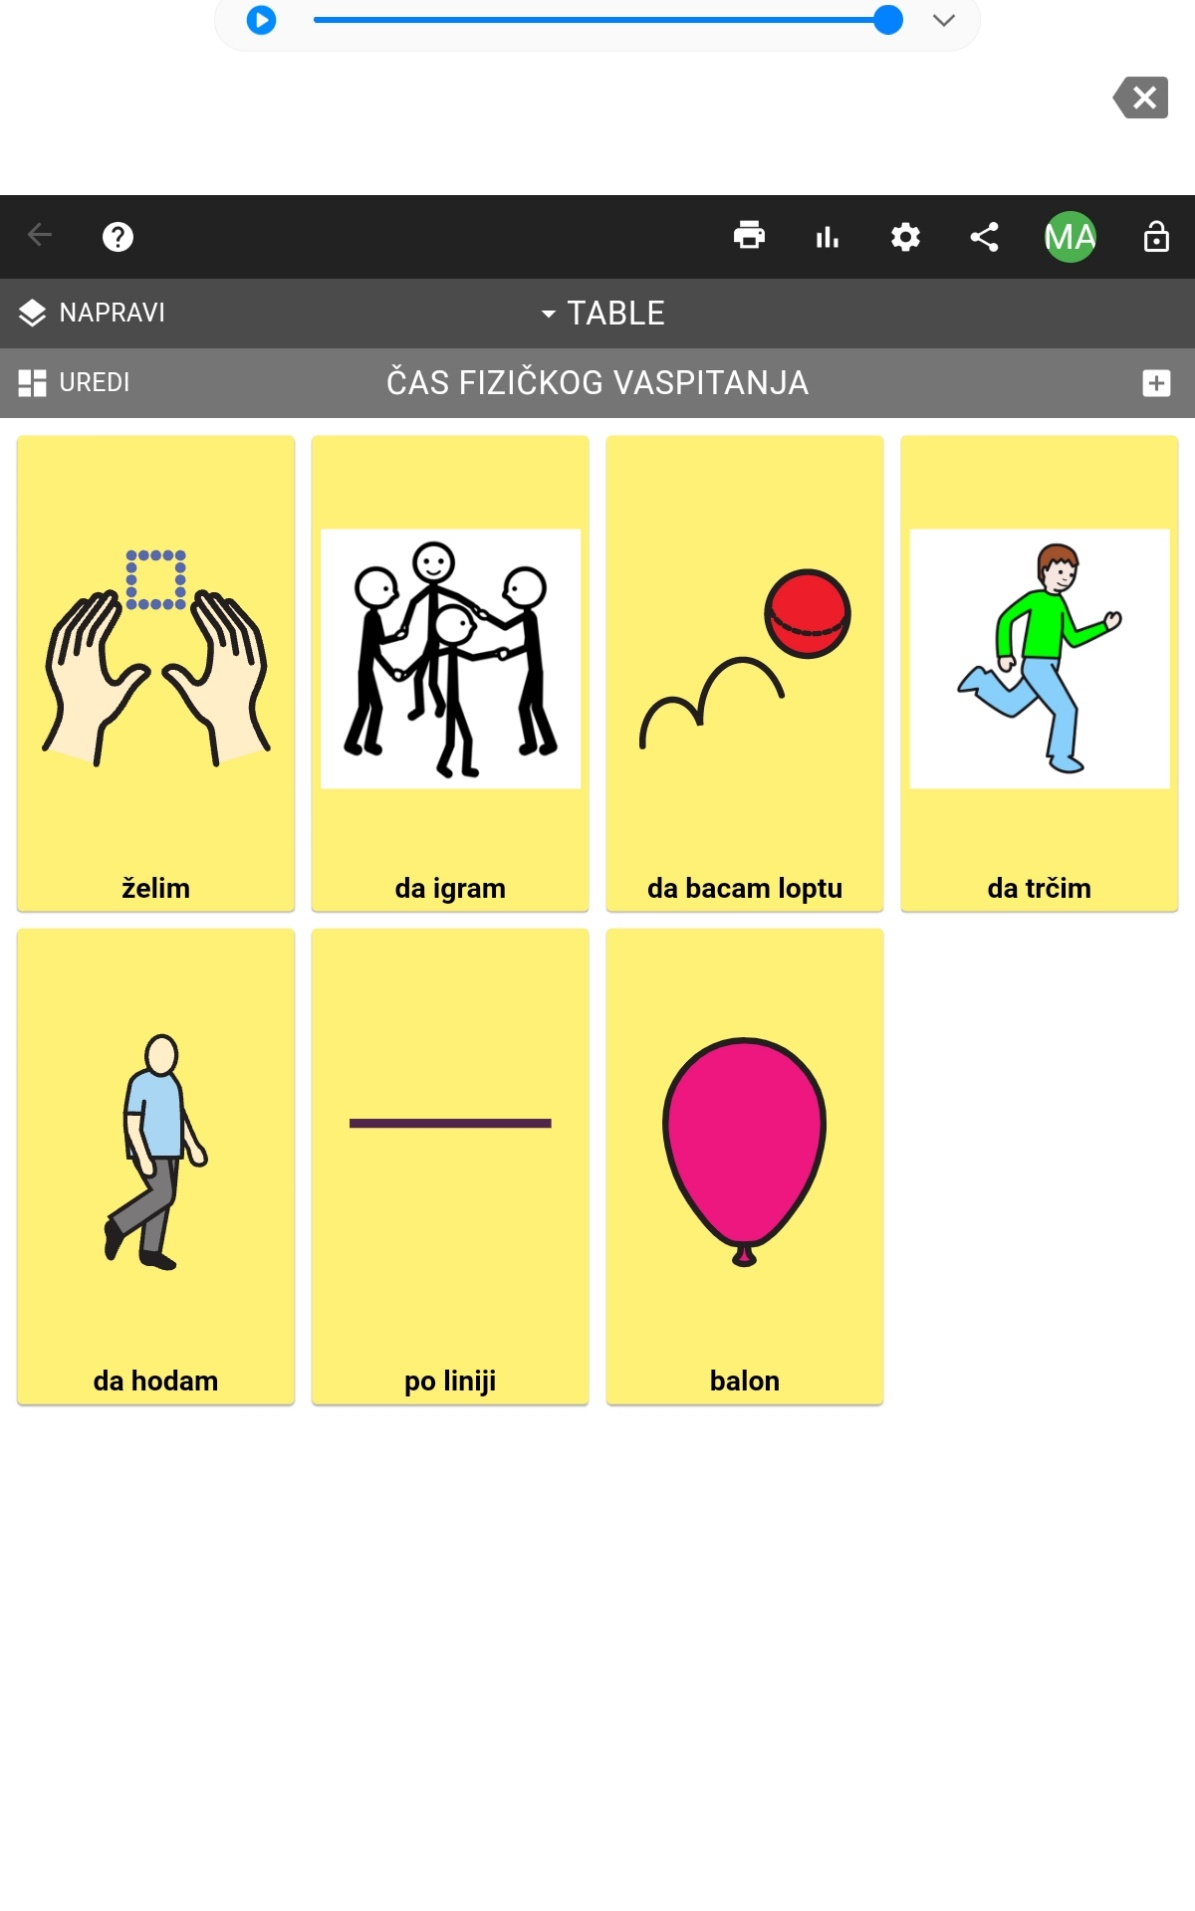 MA
NAPRAVI
TABLE
UREDI
ČAS FIZIČKOG VASPITANJA
želim
da igram
da bacam loptu
da trčim
da hodam
po liniji
balon